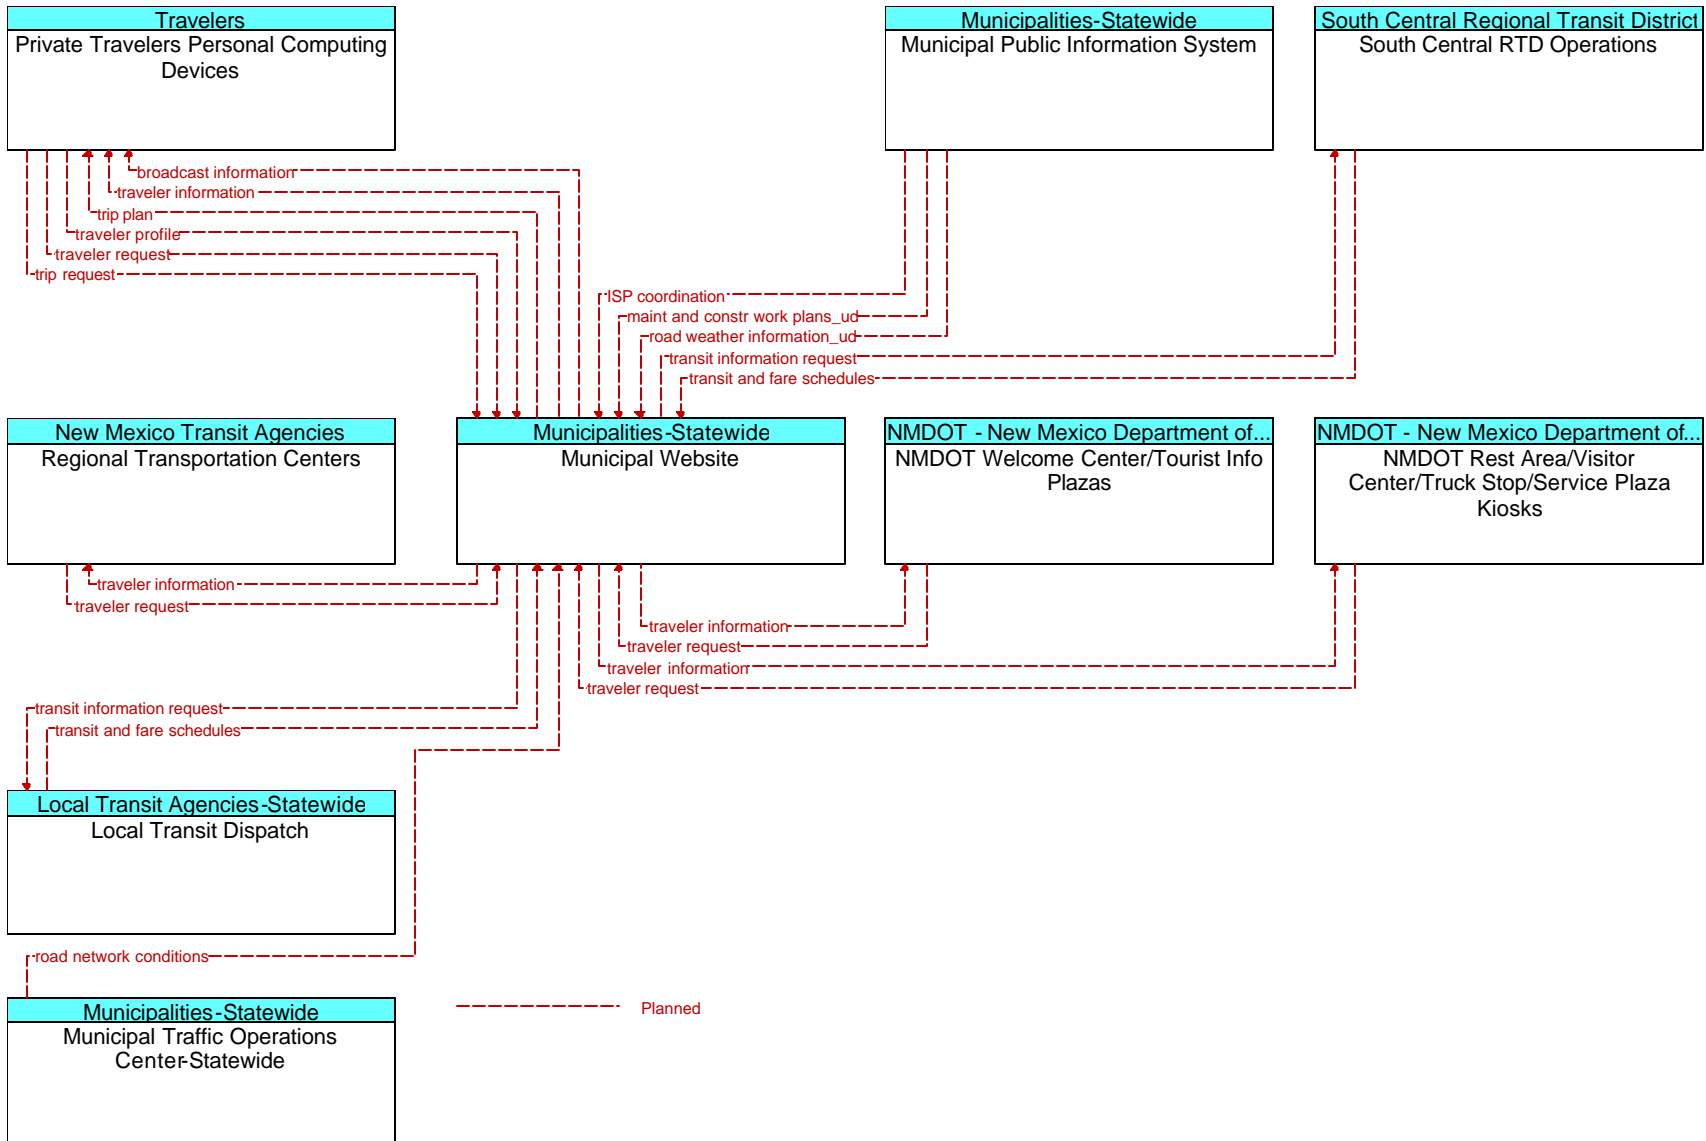 Travelers
Private Travelers Personal Computing
Devices
Municipalities-Statewide
Municipal Public Information System
South Central Regional Transit District
South Central RTD Operations
broadcast information
traveler information
trip plan
traveler profile
traveler request
trip request
ISP coordination
maint and constr work plans_ud
road weather information_ud
transit information request
transit and fare schedules
New Mexico Transit Agencies
Regional Transportation Centers
Municipalities-Statewide
Municipal Website
NMDOT - New Mexico Department of...
NMDOT Welcome Center/Tourist Info
Plazas
NMDOT - New Mexico Department of...
NMDOT Rest Area/Visitor
Center/Truck Stop/Service Plaza
Kiosks
traveler information
traveler request
traveler information
traveler request
traveler information
traveler request
transit information request
transit and fare schedules
Local Transit Agencies-Statewide
Local Transit Dispatch
road network conditions
Municipalities-Statewide
Municipal Traffic Operations
Center-Statewide
Planned